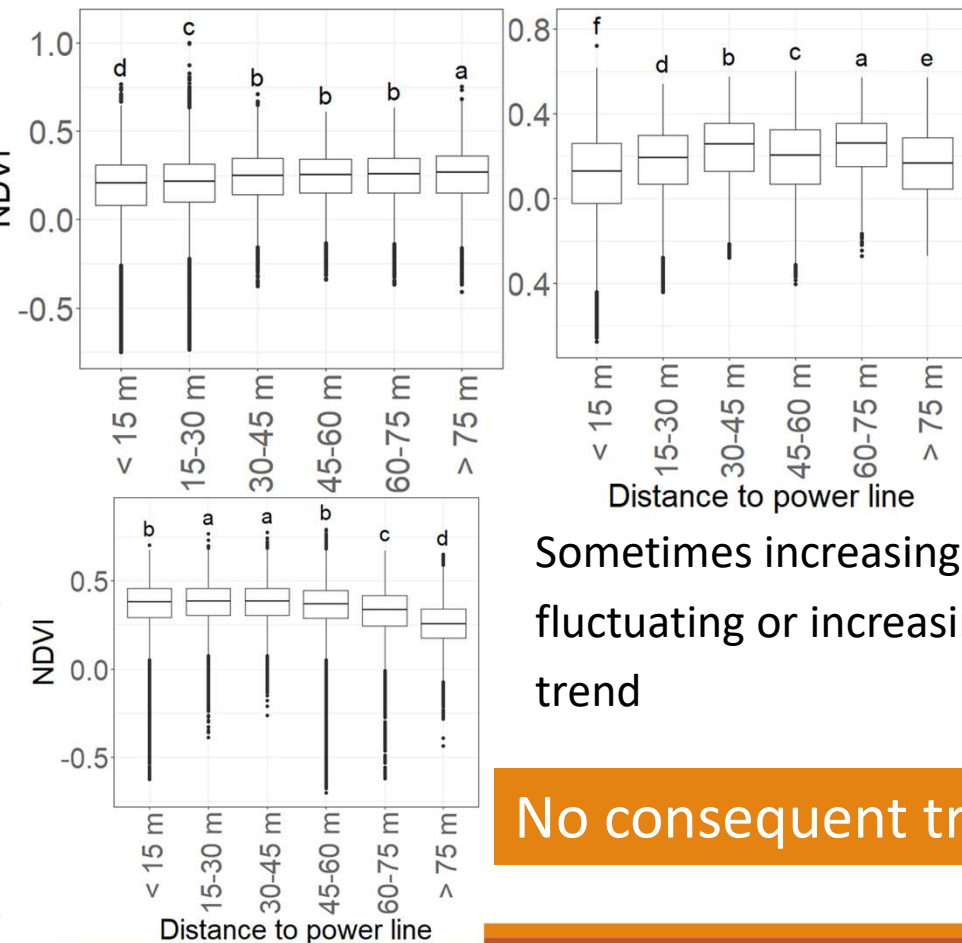 d c b b b a
1.0
0.5
0.0
-0.5
NDVI
< 15 m 15-30 m 30-45 m 45-60 m 60-75 m > 75 m
f d b c a e
0.8
0.4
0.0
0.4
< 15 m 15-30 m 30-45 m 45-60 m 60-75 m > 75 m
Distance to power line
b a a b c d
0.5
0.0
-0.5
NDVI
< 15 m 15-30 m 30-45 m 45-60 m 60-75 m > 75 m
Distance to power line
Sometimes increasing
fluctuating or
trend
No consequent